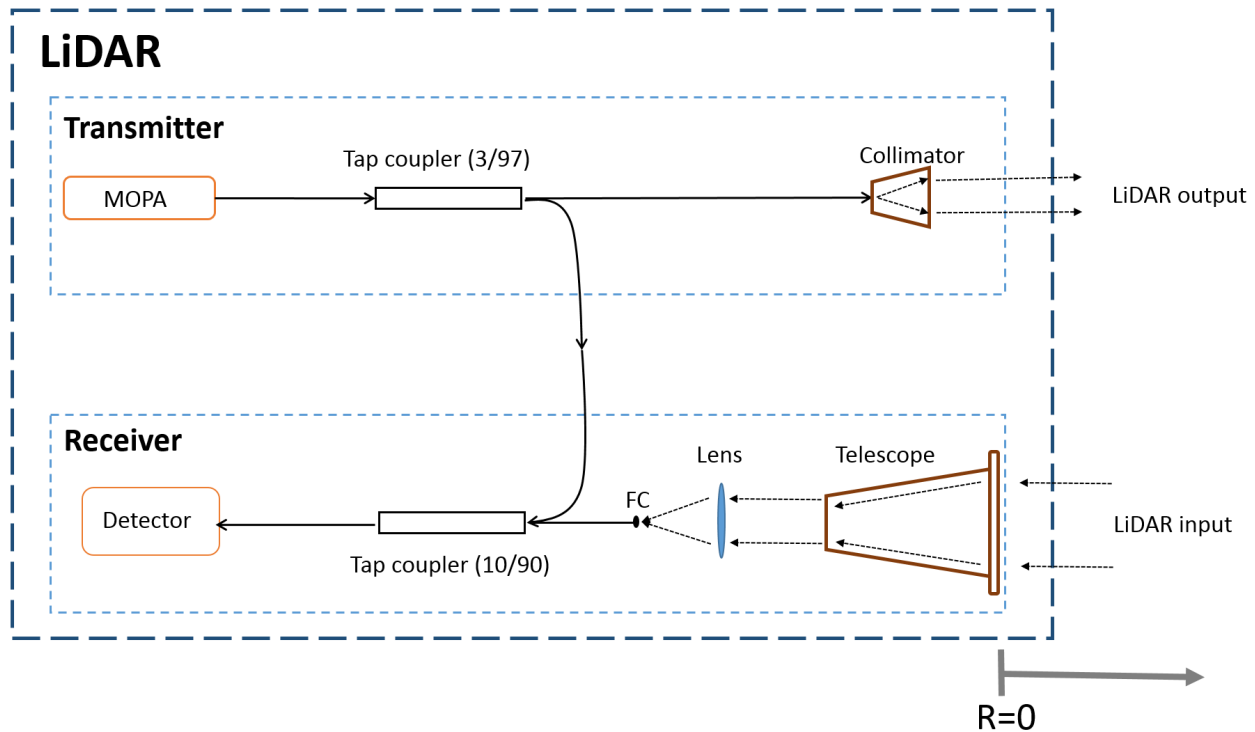 LiDAR
Transmitter
MOPA
Tap coupler (3/97)
Collimator
LiDAR output
Receiver
Detector
Tap coupler (10/90)
FC
Lens
Telescope
LiDAR input
R=0